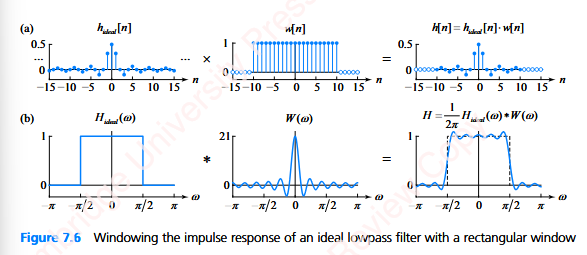 (a) h_ideal[n] w[n] h[n] = h_ideal[n] · w[n]
0.5 1 0.5
... ... × =
0 0 0
−15 −10 −5 0 5 10 15 n −15 −10 −5 0 5 10 15 n −15 −10 −5 0 5 10 15 n
(b) H_ideal(ω) W(ω) H = 1/2π H_ideal(ω) * W(ω)
1 21 1
* =
0 0 0
−π −π/2 0 π/2 π ω −π −π/2 0 π/2 π ω −π −π/2 0 π/2 π ω
Figure 7.6 Windowing the impulse response of an ideal lowpass filter with a rectangular window